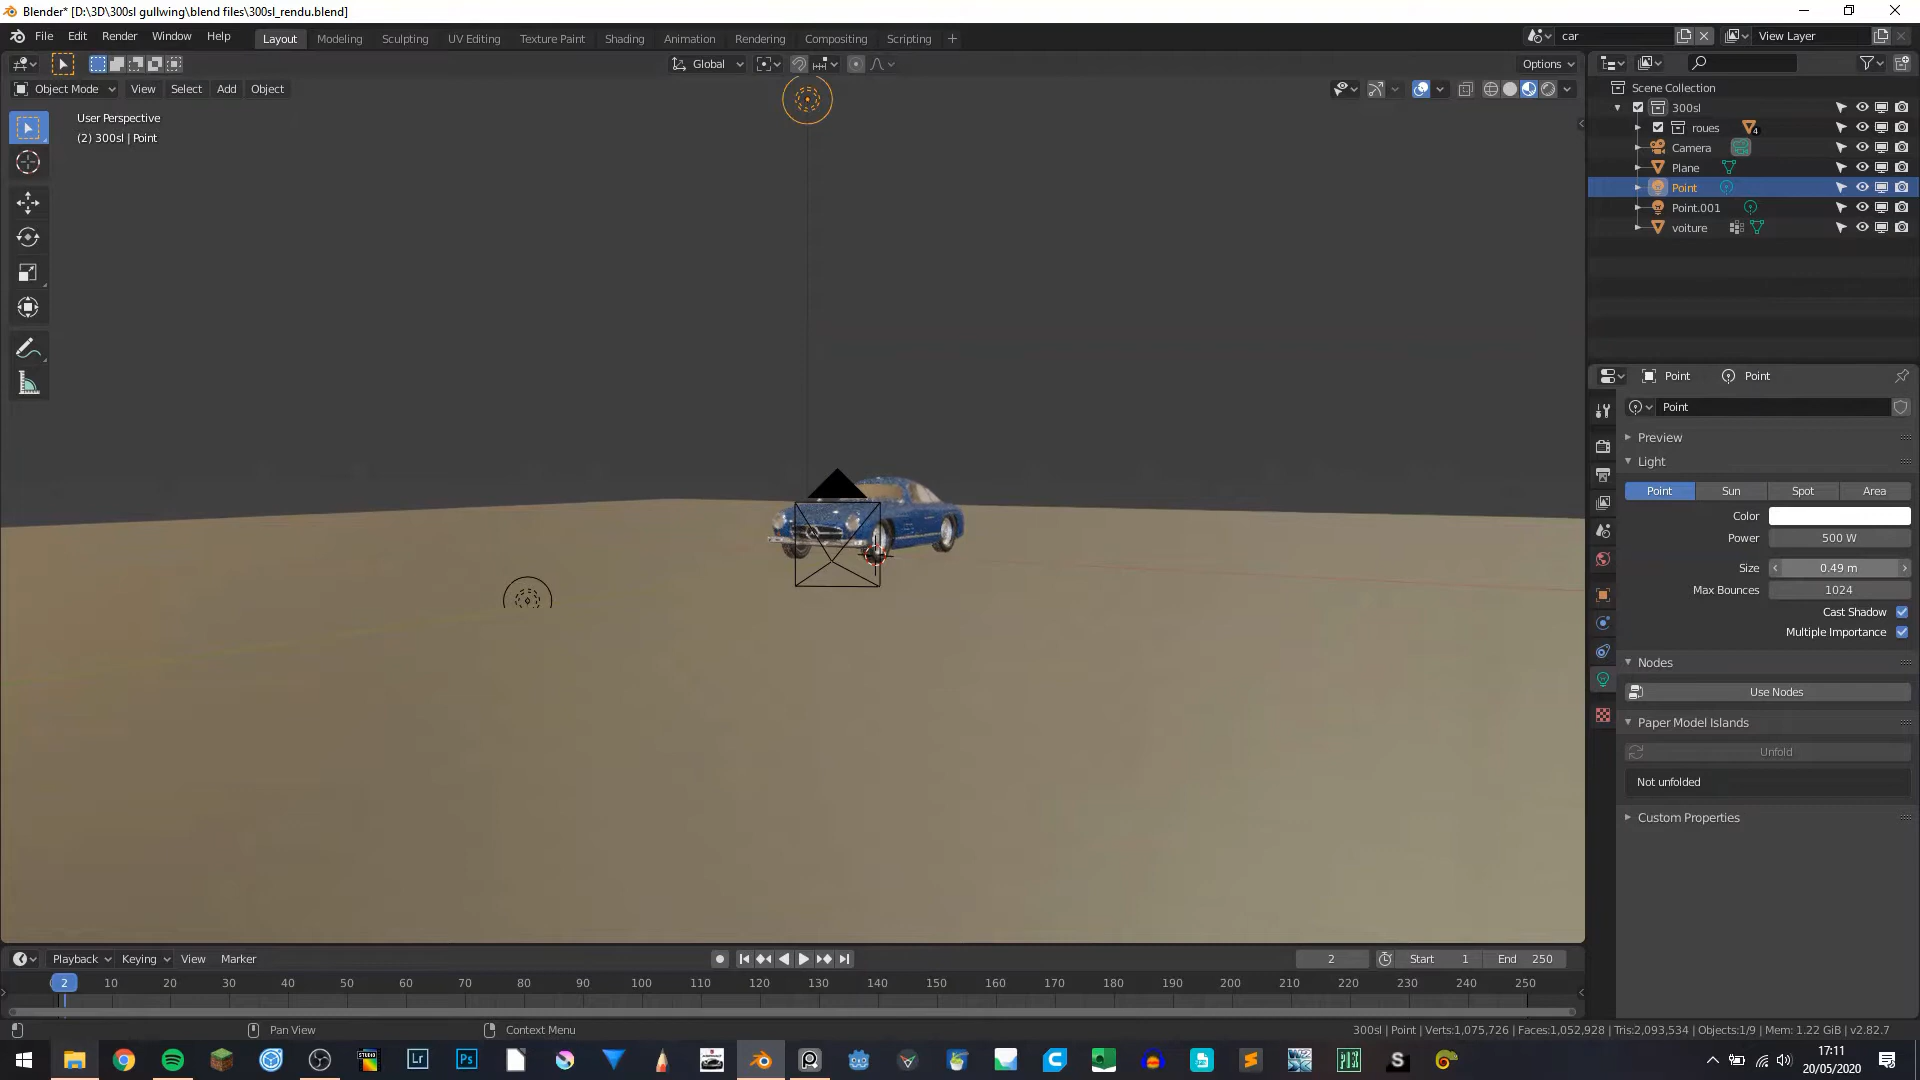 Blender* [D:\3D\300sl gullwing\blend files\300sl_rendu.blend]
File Edit Render Window Help
Layout Modeling Sculpting UV Editing Texture Paint Shading Animation Rendering Compositing Scripting
car
View Layer
Global
Options
Object Mode View Select Add Object
User Perspective
(2) 300sl | Point
Scene Collection
300sl
roues 4
Camera
Plane
Point
Point.001
voiture
Point Point
Point
Preview
Light
Point Sun Spot Area
Color
Power 500 W
Size 0.49 m
Max Bounces 1024
Cast Shadow
Multiple Importance
Nodes
Use Nodes
Paper Model Islands
Unfold
Not unfolded
Custom Properties
Playback Keying View Marker
2 Start 1 End 250
2 10 20 30 40 50 60 70 80 90 100 110 120 130 140 150 160 170 180 190 200 210 220 230 240 250
Pan View Context Menu
300sl | Point | Verts:1,075,726 | Faces:1,052,928 | Tris:2,093,534 | Objects:1/9 | Mem: 1.22 GiB | v2.82.7
STUDIO Lr Ps
17:11
20/05/2020